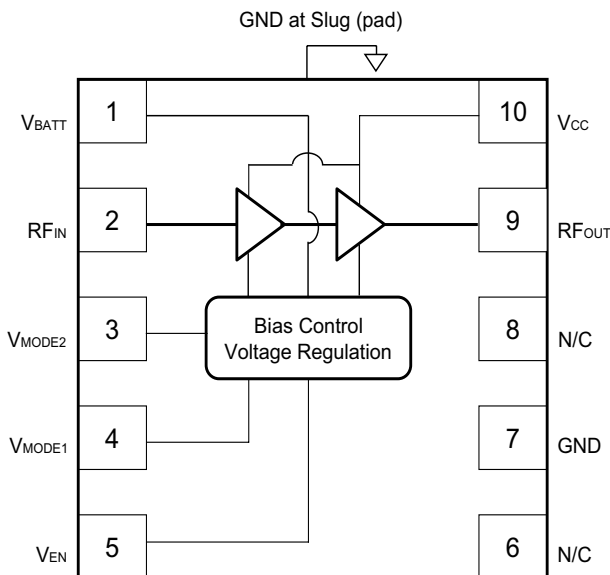 GND at Slug (pad)
VBATT 1
10 VCC
RFIN 2
9 RFOUT
VMODE2 3
Bias Control
Voltage Regulation
8 N/C
VMODE1 4
7 GND
VEN 5
6 N/C